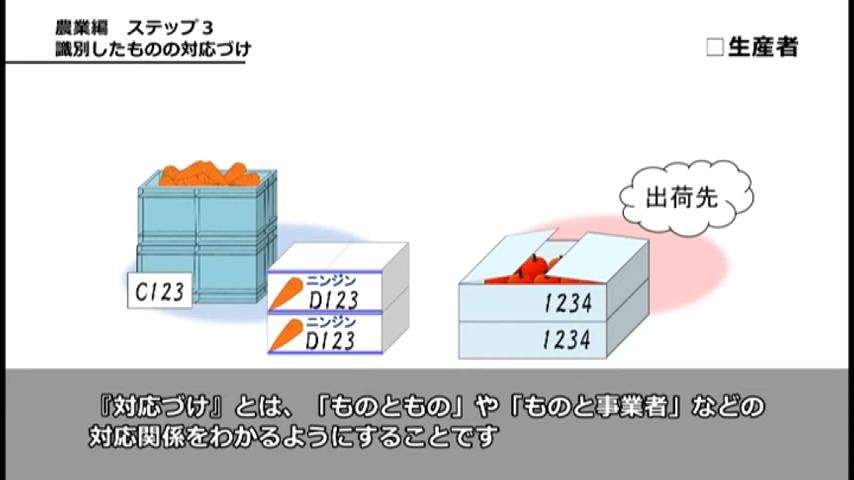 農業編　ステップ３
識別したものの対応づけ
□生産者
出荷先
C123
ニンジン
D123
ニンジン
D123
1234
1234
『対応づけ』とは、「ものともの」や「ものと事業者」などの
対応関係をわかるようにすることです